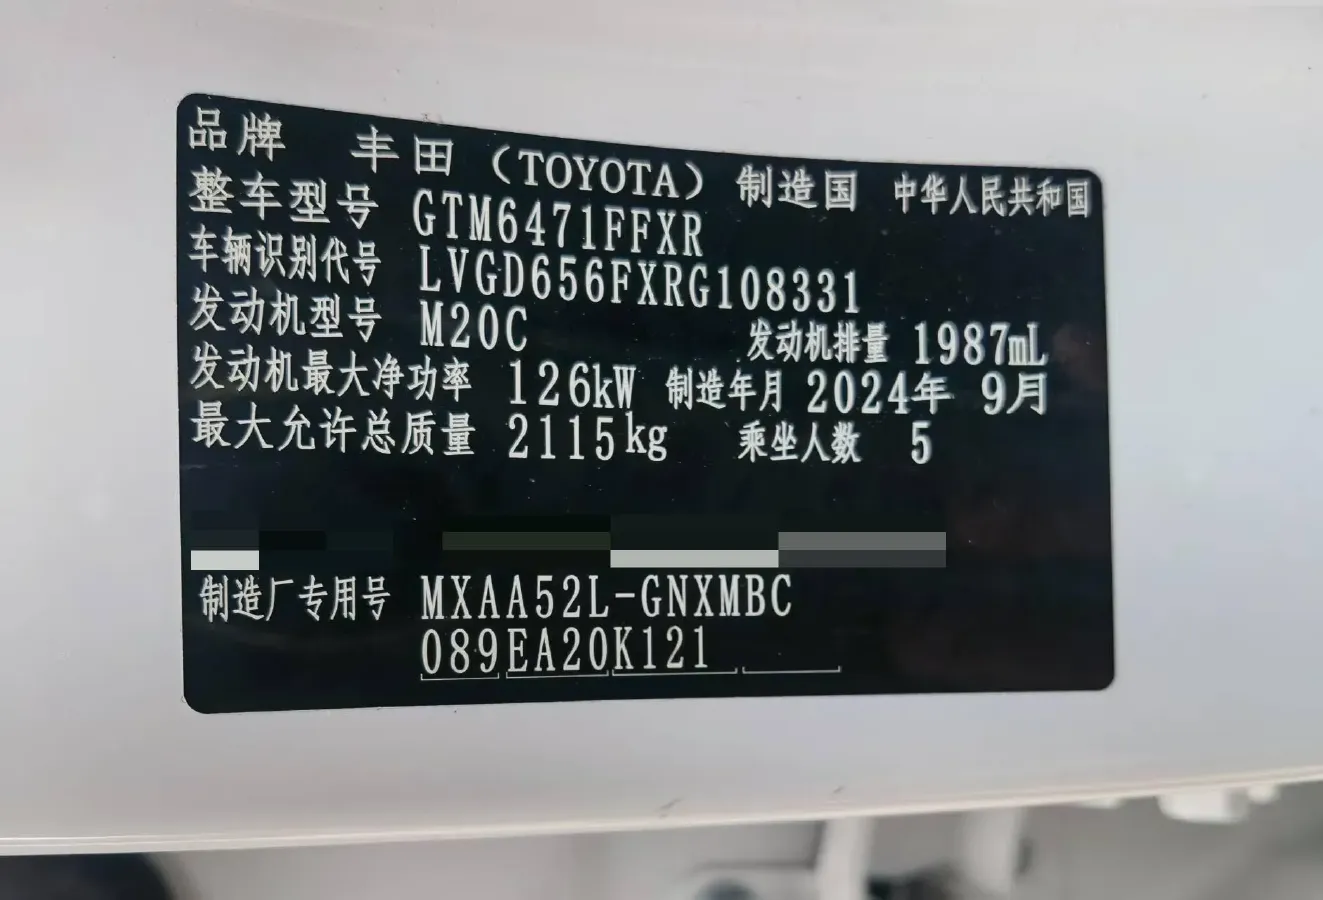 品牌 丰田（TOYOTA） 制造国 中华人民共和国
整车型号 GTM6471FFXR
车辆识别代号 LVGD656FXRG108331
发动机型号 M20C 发动机排量 1987mL
发动机最大净功率 126kW 制造年月 2024年 9月
最大允许总质量 2115kg 乘坐人数 5
制造厂专用号 MXAA52L-GNXMBC
089EA20K121